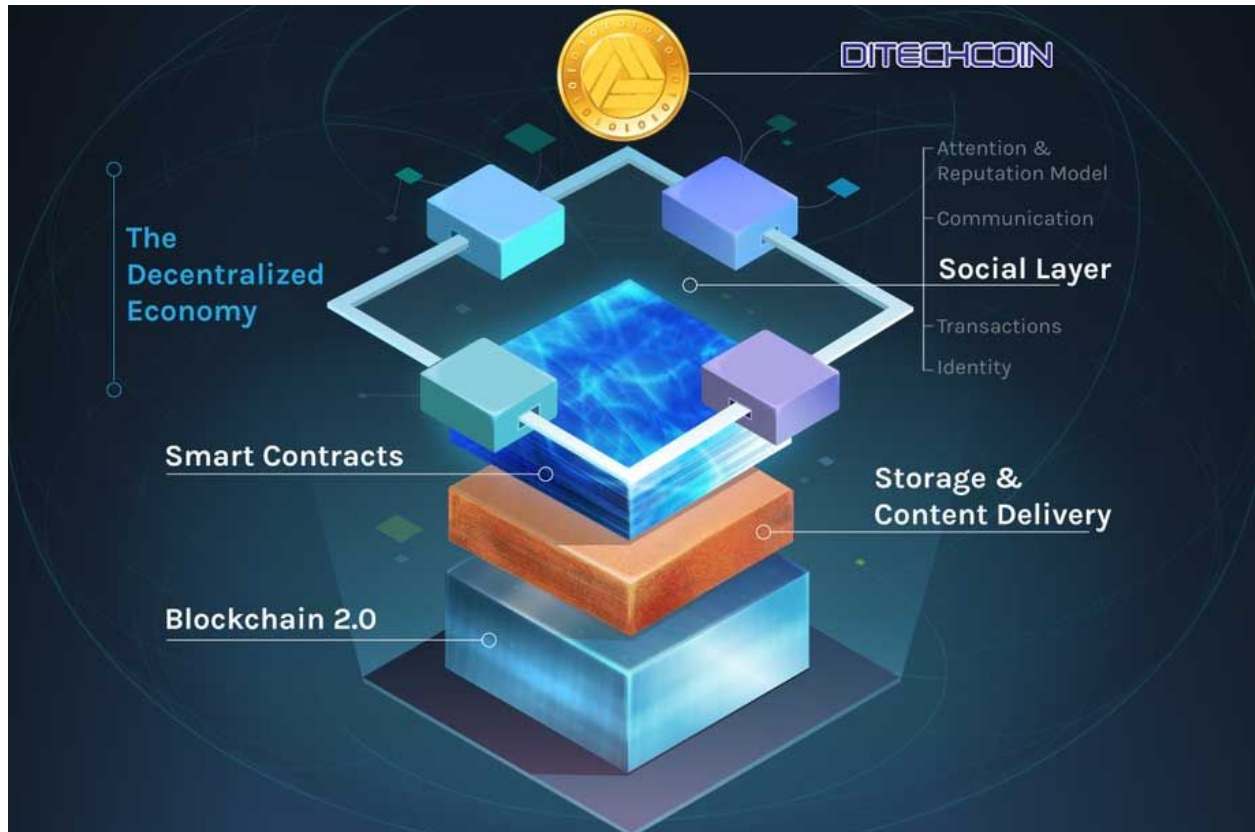 DITECHCOIN
The
Decentralized
Economy
Attention &
Reputation Model
Communication
Social Layer
Transactions
Identity
Smart Contracts
Storage &
Content Delivery
Blockchain 2.0